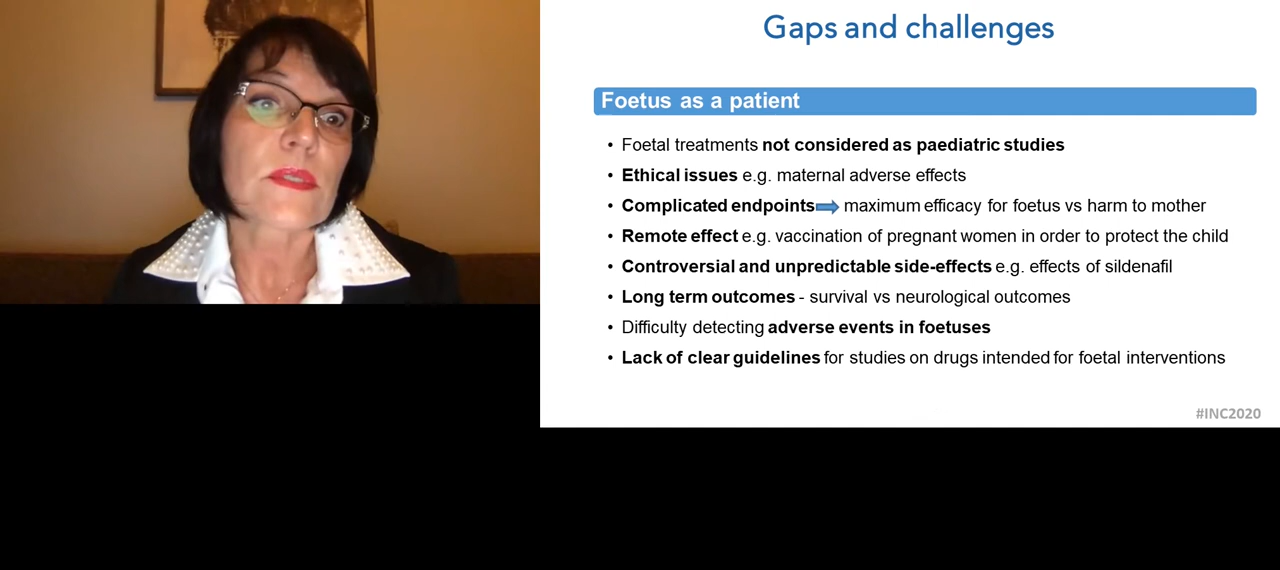 Gaps and challenges
Foetus as a patient
• Foetal treatments not considered as paediatric studies
• Ethical issues e.g. maternal adverse effects
• Complicated endpoints maximum efficacy for foetus vs harm to mother
• Remote effect e.g. vaccination of pregnant women in order to protect the child
• Controversial and unpredictable side-effects e.g. effects of sildenafil
• Long term outcomes - survival vs neurological outcomes
• Difficulty detecting adverse events in foetuses
• Lack of clear guidelines for studies on drugs intended for foetal interventions
#INC2020